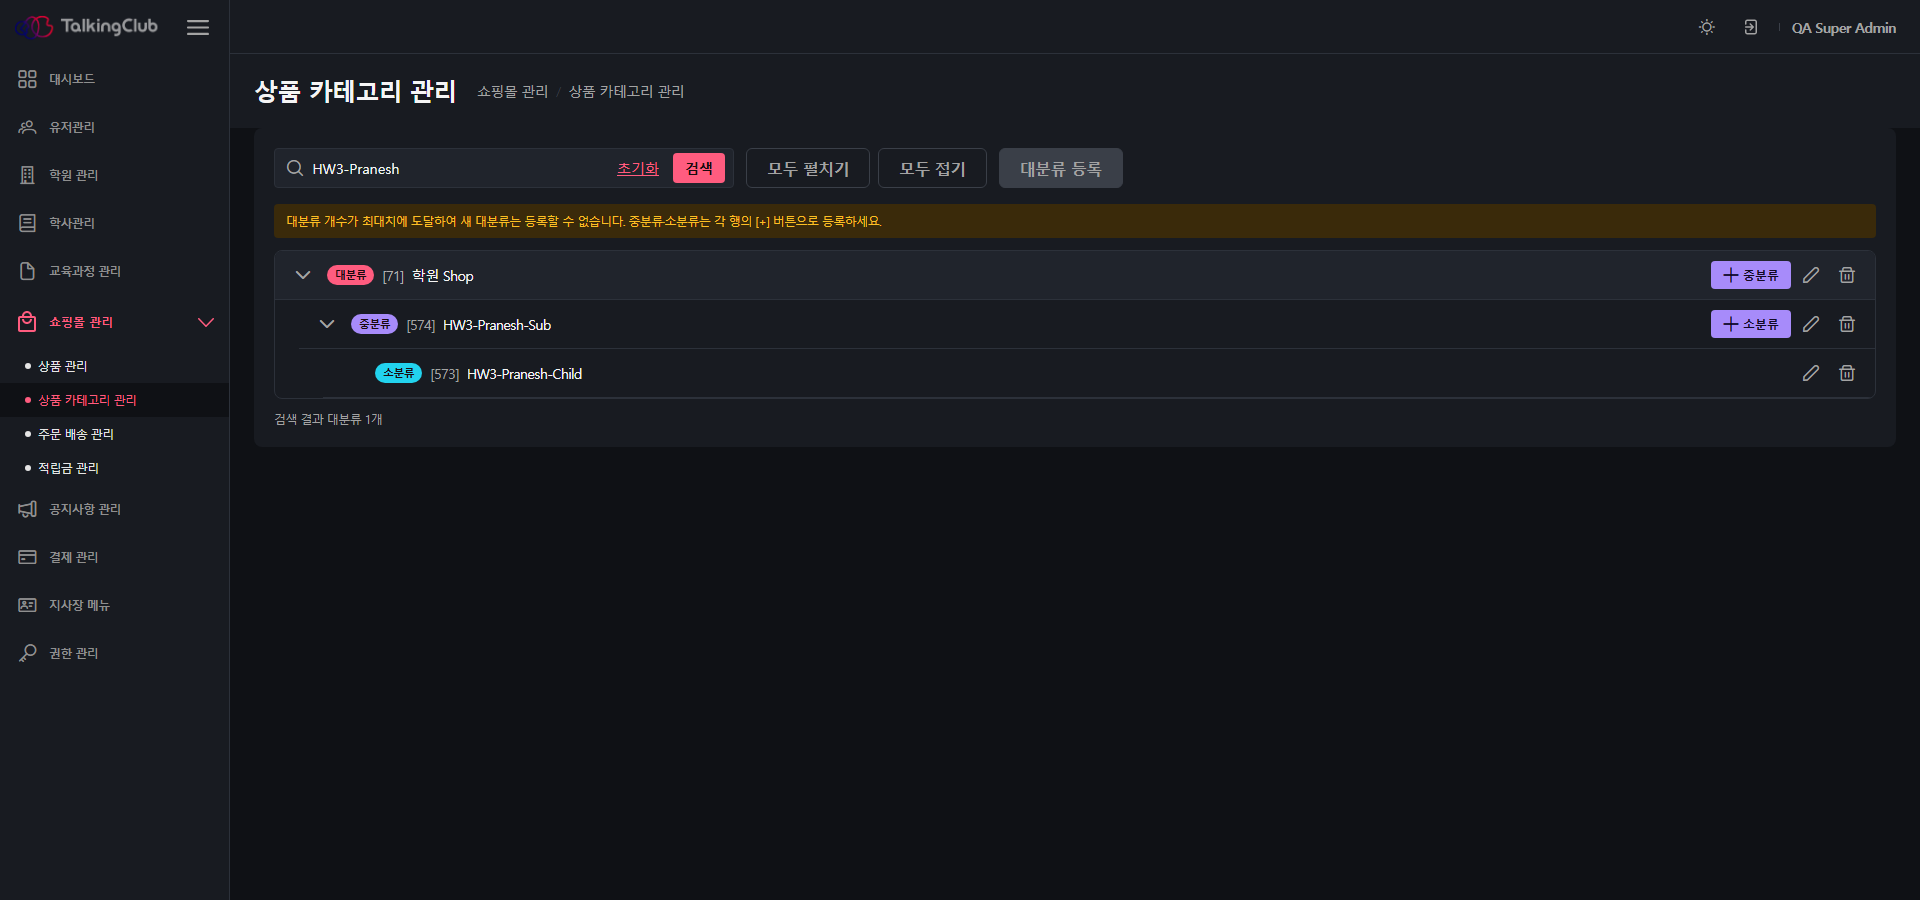 TalkingClub
QA Super Admin
대시보드
유저관리
학원 관리
학사관리
교육과정 관리
쇼핑몰 관리
상품 관리
상품 카테고리 관리
주문 배송 관리
적립금 관리
공지사항 관리
결제 관리
지사장 메뉴
권한 관리
상품 카테고리 관리 쇼핑몰 관리 / 상품 카테고리 관리
HW3-Pranesh 초기화 검색 모두 펼치기 모두 접기 대분류 등록
대분류 개수가 최대치에 도달하여 새 대분류는 등록할 수 없습니다. 중분류·소분류는 각 행의 [+] 버튼으로 등록하세요.
대분류 [71] 학원 Shop + 중분류
중분류 [574] HW3-Pranesh-Sub + 소분류
소분류 [573] HW3-Pranesh-Child
검색 결과 대분류 1개